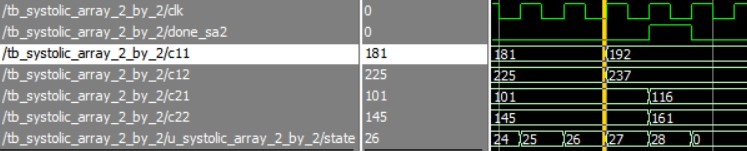 /tb_systolic_array_2_by_2/clk 0
/tb_systolic_array_2_by_2/done_sa2 0
/tb_systolic_array_2_by_2/c11 181 181 192
/tb_systolic_array_2_by_2/c12 225 225 237
/tb_systolic_array_2_by_2/c21 101 101 116
/tb_systolic_array_2_by_2/c22 145 145 161
/tb_systolic_array_2_by_2/u_systolic_array_2_by_2/state 26 24 25 26 27 28 0